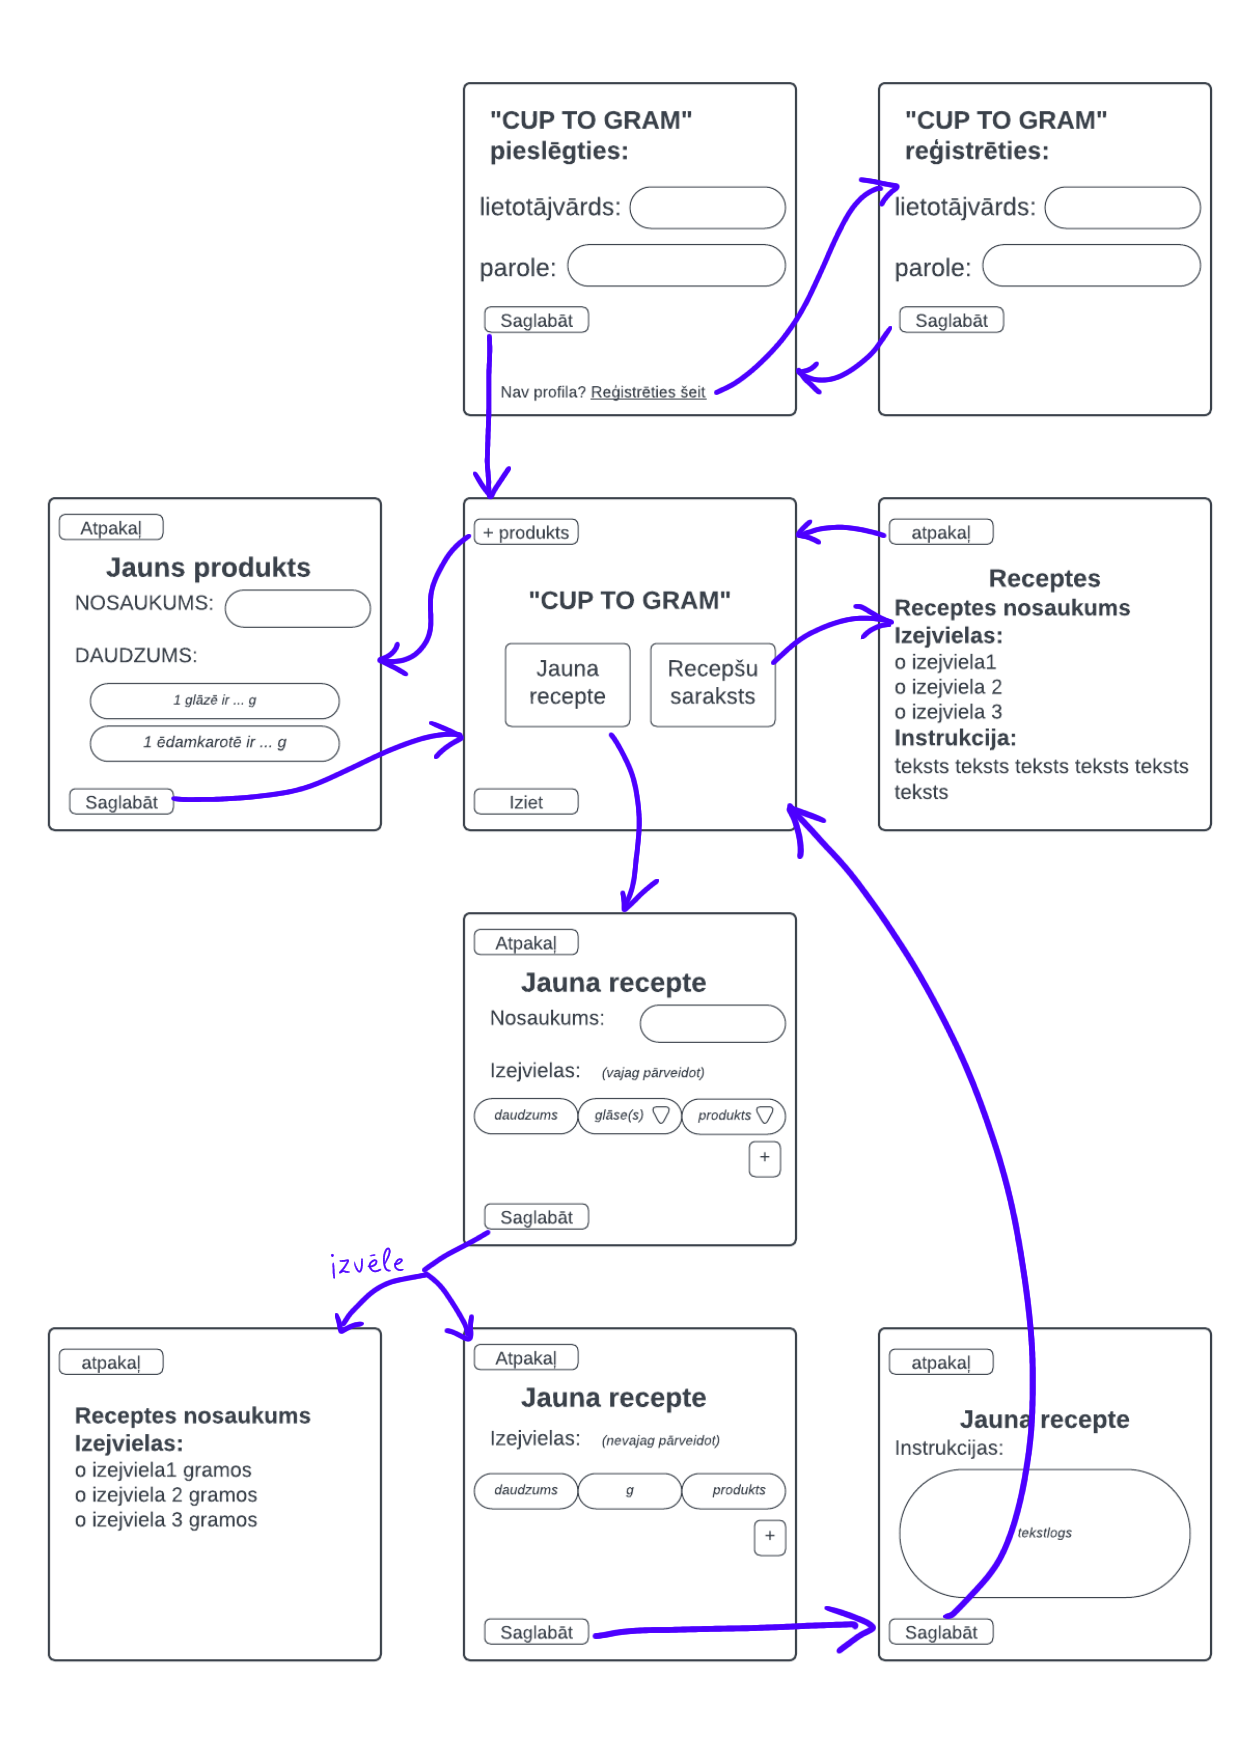 "CUP TO GRAM"
pieslēgties:
lietotājvārds:
parole:
Saglabāt
Nav profila? Reģistrēties šeit
"CUP TO GRAM"
reģistrēties:
lietotājvārds:
parole:
Saglabāt
Atpakaļ
Jauns produkts
NOSAUKUMS:
DAUDZUMS:
1 glāzē ir ... g
1 ēdamkarotē ir ... g
Saglabāt
+ produkts
"CUP TO GRAM"
Jauna
recepte
Recepšu
saraksts
Iziet
atpakaļ
Receptes
Receptes nosaukums
Izejvielas:
o izejviela1
o izejviela 2
o izejviela 3
Instrukcija:
teksts teksts teksts teksts teksts
teksts
Atpakaļ
Jauna recepte
Nosaukums:
Izejvielas: (vajag pārveidot)
daudzums glāse(s) produkts
+
Saglabāt
izvēle
atpakaļ
Receptes nosaukums
Izejvielas:
o izejviela1 gramos
o izejviela 2 gramos
o izejviela 3 gramos
Atpakaļ
Jauna recepte
Izejvielas: (nevajag pārveidot)
daudzums g produkts
+
Saglabāt
atpakaļ
Jauna recepte
Instrukcijas:
tekstlogs
Saglabāt